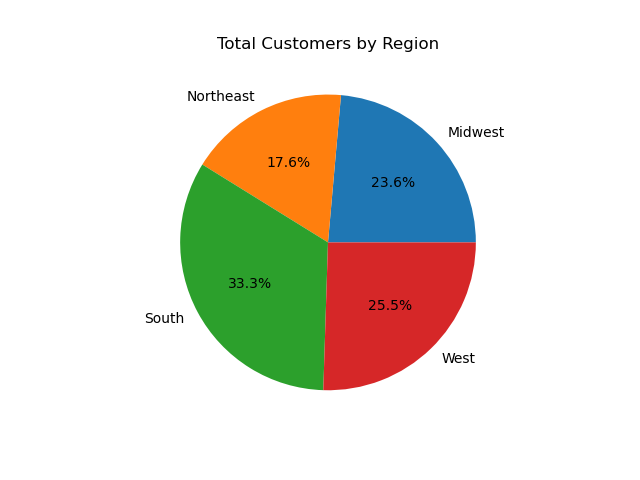 Total Customers by Region
Northeast
Midwest
17.6%
23.6%
33.3%
25.5%
South
West